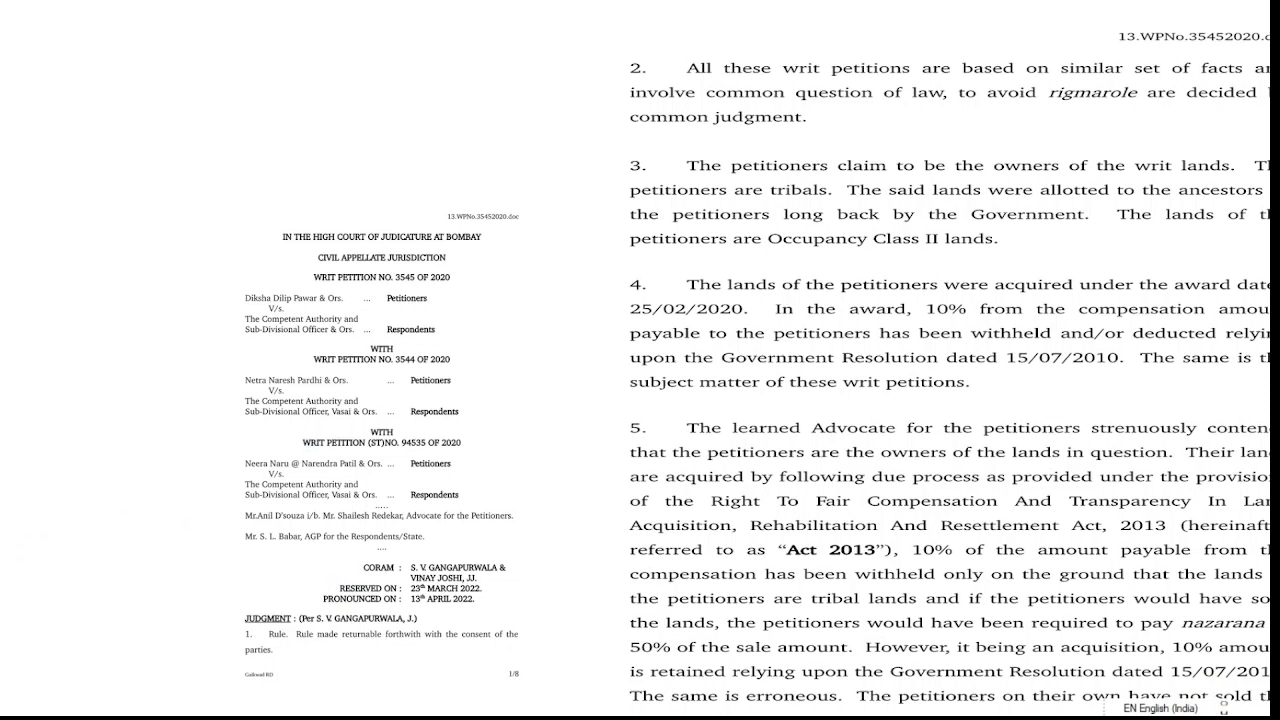 13.WPNo.35452020.doc
IN THE HIGH COURT OF JUDICATURE AT BOMBAY
CIVIL APPELLATE JURISDICTION
WRIT PETITION NO. 3545 OF 2020
Diksha Dilip Pawar & Ors. ... Petitioners
V/s.
The Competent Authority and
Sub-Divisional Officer & Ors. ... Respondents
WITH
WRIT PETITION NO. 3544 OF 2020
Netra Naresh Pardhi & Ors. ... Petitioners
V/s.
The Competent Authority and
Sub-Divisional Officer, Vasai & Ors. ... Respondents
WITH
WRIT PETITION (ST)NO. 94535 OF 2020
Neera Naru @ Narendra Patil & Ors. ... Petitioners
V/s.
The Competent Authority and
Sub-Divisional Officer, Vasai & Ors. ... Respondents
.....
Mr.Anil D'souza i/b. Mr. Shailesh Redekar, Advocate for the Petitioners.
Mr. S. L. Babar, AGP for the Respondents/State.
....
CORAM : S. V. GANGAPURWALA &
VINAY JOSHI, JJ.
RESERVED ON : 23th MARCH 2022.
PRONOUNCED ON : 13th APRIL 2022.
JUDGMENT : (Per S. V. GANGAPURWALA, J.)
1. Rule. Rule made returnable forthwith with the consent of the
parties.
Gaikwad RD 1/8
13.WPNo.35452020.
2. All these writ petitions are based on similar set of facts
involve common question of law, to avoid rigmarole are decided
common judgment.
3. The petitioners claim to be the owners of the writ lands.
petitioners are tribals. The said lands were allotted to the ancestors
the petitioners long back by the Government. The lands of
petitioners are Occupancy Class II lands.
4. The lands of the petitioners were acquired under the award date
25/02/2020. In the award, 10% from the compensation amou
payable to the petitioners has been withheld and/or deducted relyin
upon the Government Resolution dated 15/07/2010. The same is
subject matter of these writ petitions.
5. The learned Advocate for the petitioners strenuously conten
that the petitioners are the owners of the lands in question. Their lan
are acquired by following due process as provided under the provisio
of the Right To Fair Compensation And Transparency In Lan
Acquisition, Rehabilitation And Resettlement Act, 2013 (hereinaft
referred to as “Act 2013”), 10% of the amount payable from
compensation has been withheld only on the ground that the lands
the petitioners are tribal lands and if the petitioners would have so
the lands, the petitioners would have been required to pay nazarana
50% of the sale amount. However, it being an acquisition, 10% amou
is retained relying upon the Government Resolution dated 15/07/201
The same is erroneous. The petitioners on their own have not sold
EN English (India)